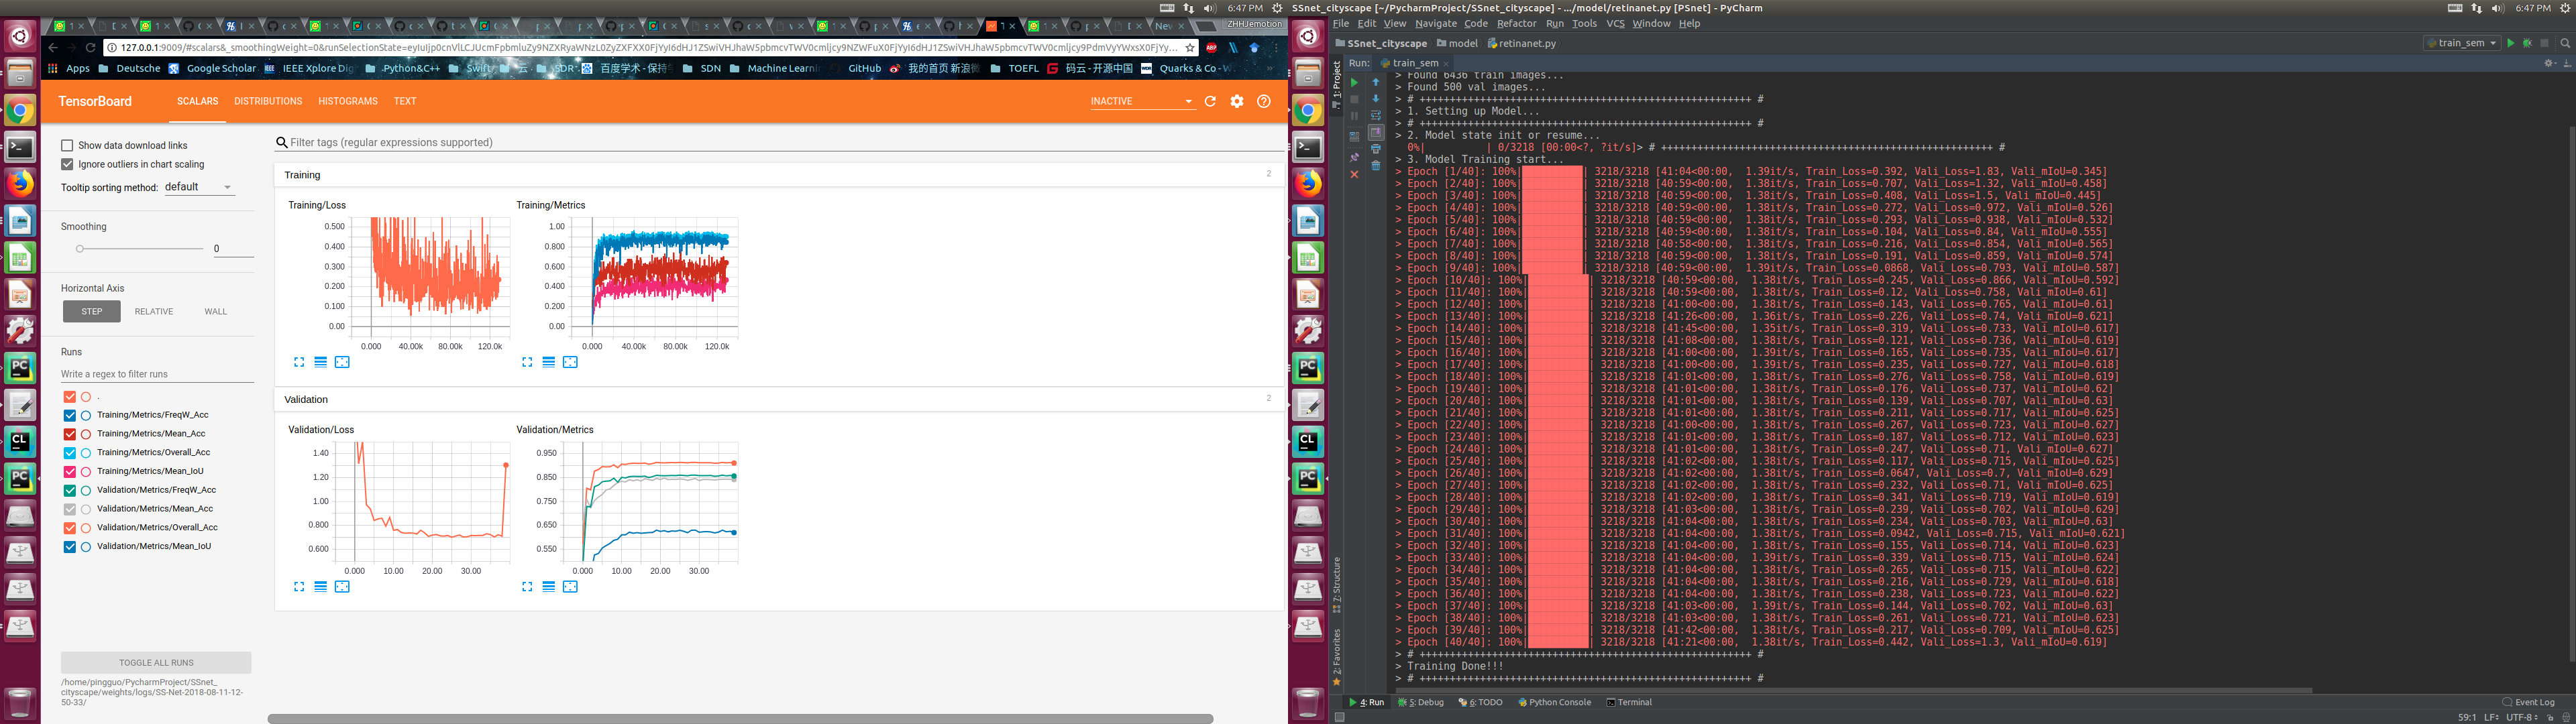 6:47 PM
SSnet_cityscape [~/PycharmProject/SSnet_cityscape] - .../model/retinanet.py [PSnet] - PyCharm
6:47 PM
ZHHJemotion
127.0.0.1:9009/#scalars&_smoothingWeight=0&runSelectionState=
Apps Deutsche Google Scholar IEEE Xplore Dig Swift 云 SDR 百度学术 - 保持 SDN Machine Learni GitHub 我的首页 新浪微 TOEFL 码云 - 开源中国 Quarks & Co - W
TensorBoard SCALARS DISTRIBUTIONS HISTOGRAMS TEXT INACTIVE
Show data download links
Ignore outliers in chart scaling
Tooltip sorting method: default
Smoothing
0
Horizontal Axis
STEP RELATIVE WALL
Runs
Write a regex to filter runs
.
Training/Metrics/FreqW_Acc
Training/Metrics/Mean_Acc
Training/Metrics/Overall_Acc
Training/Metrics/Mean_IoU
Validation/Metrics/FreqW_Acc
Validation/Metrics/Mean_Acc
Validation/Metrics/Overall_Acc
Validation/Metrics/Mean_IoU
TOGGLE ALL RUNS
/home/pingguo/PycharmProject/SSnet_
cityscape/weights/logs/SS-Net-2018-08-11-12-
50-33/
Filter tags (regular expressions supported)
Training 2
Training/Loss
0.500
0.400
0.300
0.200
0.100
0.00
0.000 40.00k 80.00k 120.0k
Training/Metrics
1.00
0.800
0.600
0.400
0.200
0.00
0.000 40.00k 80.00k 120.0k
Validation 2
Validation/Loss
1.40
1.20
1.00
0.800
0.600
0.000 10.00 20.00 30.00
Validation/Metrics
0.950
0.850
0.750
0.650
0.550
0.000 10.00 20.00 30.00
File Edit View Navigate Code Refactor Run Tools VCS Window Help
SSnet_cityscape model retinanet.py train_sem
Run: train_sem
1: Project
7: Structure
2: Favorites
> Found 6436 train images...
> Found 500 val images...
> # ++++++++++++++++++++++++++++++++++++++++++++++++++++++ #
> 1. Setting up Model...
> # ++++++++++++++++++++++++++++++++++++++++++++++++++++++ #
> 2. Model state init or resume...
0%| | 0/3218 [00:00<?, ?it/s]> # ++++++++++++++++++++++++++++++++++++++++++++++++++++++ #
> 3. Model Training start...
> Epoch [1/40]: 100%| | 3218/3218 [41:04<00:00, 1.39it/s, Train_Loss=0.392, Vali_Loss=1.83, Vali_mIoU=0.345]
> Epoch [2/40]: 100%| | 3218/3218 [40:59<00:00, 1.38it/s, Train_Loss=0.707, Vali_Loss=1.32, Vali_mIoU=0.458]
> Epoch [3/40]: 100%| | 3218/3218 [40:59<00:00, 1.38it/s, Train_Loss=0.408, Vali_Loss=1.5, Vali_mIoU=0.445]
> Epoch [4/40]: 100%| | 3218/3218 [40:59<00:00, 1.38it/s, Train_Loss=0.272, Vali_Loss=0.972, Vali_mIoU=0.526]
> Epoch [5/40]: 100%| | 3218/3218 [40:59<00:00, 1.38it/s, Train_Loss=0.293, Vali_Loss=0.938, Vali_mIoU=0.532]
> Epoch [6/40]: 100%| | 3218/3218 [40:59<00:00, 1.38it/s, Train_Loss=0.104, Vali_Loss=0.84, Vali_mIoU=0.555]
> Epoch [7/40]: 100%| | 3218/3218 [40:58<00:00, 1.38it/s, Train_Loss=0.216, Vali_Loss=0.854, Vali_mIoU=0.565]
> Epoch [8/40]: 100%| | 3218/3218 [40:59<00:00, 1.38it/s, Train_Loss=0.191, Vali_Loss=0.859, Vali_mIoU=0.574]
> Epoch [9/40]: 100%| | 3218/3218 [40:59<00:00, 1.39it/s, Train_Loss=0.0868, Vali_Loss=0.793, Vali_mIoU=0.587]
> Epoch [10/40]: 100%| | 3218/3218 [40:59<00:00, 1.38it/s, Train_Loss=0.245, Vali_Loss=0.866, Vali_mIoU=0.592]
> Epoch [11/40]: 100%| | 3218/3218 [40:59<00:00, 1.38it/s, Train_Loss=0.12, Vali_Loss=0.758, Vali_mIoU=0.61]
> Epoch [12/40]: 100%| | 3218/3218 [41:00<00:00, 1.38it/s, Train_Loss=0.143, Vali_Loss=0.765, Vali_mIoU=0.61]
> Epoch [13/40]: 100%| | 3218/3218 [41:26<00:00, 1.36it/s, Train_Loss=0.226, Vali_Loss=0.74, Vali_mIoU=0.621]
> Epoch [14/40]: 100%| | 3218/3218 [41:45<00:00, 1.35it/s, Train_Loss=0.319, Vali_Loss=0.733, Vali_mIoU=0.617]
> Epoch [15/40]: 100%| | 3218/3218 [41:08<00:00, 1.38it/s, Train_Loss=0.121, Vali_Loss=0.736, Vali_mIoU=0.619]
> Epoch [16/40]: 100%| | 3218/3218 [41:00<00:00, 1.39it/s, Train_Loss=0.165, Vali_Loss=0.735, Vali_mIoU=0.617]
> Epoch [17/40]: 100%| | 3218/3218 [41:00<00:00, 1.39it/s, Train_Loss=0.235, Vali_Loss=0.727, Vali_mIoU=0.618]
> Epoch [18/40]: 100%| | 3218/3218 [41:01<00:00, 1.38it/s, Train_Loss=0.276, Vali_Loss=0.758, Vali_mIoU=0.619]
> Epoch [19/40]: 100%| | 3218/3218 [41:01<00:00, 1.38it/s, Train_Loss=0.176, Vali_Loss=0.737, Vali_mIoU=0.62]
> Epoch [20/40]: 100%| | 3218/3218 [41:01<00:00, 1.38it/s, Train_Loss=0.139, Vali_Loss=0.707, Vali_mIoU=0.63]
> Epoch [21/40]: 100%| | 3218/3218 [41:01<00:00, 1.38it/s, Train_Loss=0.211, Vali_Loss=0.717, Vali_mIoU=0.625]
> Epoch [22/40]: 100%| | 3218/3218 [41:00<00:00, 1.38it/s, Train_Loss=0.267, Vali_Loss=0.723, Vali_mIoU=0.627]
> Epoch [23/40]: 100%| | 3218/3218 [41:01<00:00, 1.38it/s, Train_Loss=0.187, Vali_Loss=0.712, Vali_mIoU=0.623]
> Epoch [24/40]: 100%| | 3218/3218 [41:01<00:00, 1.38it/s, Train_Loss=0.247, Vali_Loss=0.71, Vali_mIoU=0.627]
> Epoch [25/40]: 100%| | 3218/3218 [41:02<00:00, 1.38it/s, Train_Loss=0.117, Vali_Loss=0.715, Vali_mIoU=0.625]
> Epoch [26/40]: 100%| | 3218/3218 [41:02<00:00, 1.38it/s, Train_Loss=0.0647, Vali_Loss=0.7, Vali_mIoU=0.629]
> Epoch [27/40]: 100%| | 3218/3218 [41:02<00:00, 1.38it/s, Train_Loss=0.232, Vali_Loss=0.71, Vali_mIoU=0.625]
> Epoch [28/40]: 100%| | 3218/3218 [41:02<00:00, 1.38it/s, Train_Loss=0.341, Vali_Loss=0.719, Vali_mIoU=0.619]
> Epoch [29/40]: 100%| | 3218/3218 [41:03<00:00, 1.38it/s, Train_Loss=0.239, Vali_Loss=0.702, Vali_mIoU=0.629]
> Epoch [30/40]: 100%| | 3218/3218 [41:04<00:00, 1.38it/s, Train_Loss=0.234, Vali_Loss=0.703, Vali_mIoU=0.63]
> Epoch [31/40]: 100%| | 3218/3218 [41:04<00:00, 1.38it/s, Train_Loss=0.0942, Vali_Loss=0.715, Vali_mIoU=0.621]
> Epoch [32/40]: 100%| | 3218/3218 [41:04<00:00, 1.38it/s, Train_Loss=0.155, Vali_Loss=0.714, Vali_mIoU=0.623]
> Epoch [33/40]: 100%| | 3218/3218 [41:04<00:00, 1.39it/s, Train_Loss=0.339, Vali_Loss=0.715, Vali_mIoU=0.624]
> Epoch [34/40]: 100%| | 3218/3218 [41:04<00:00, 1.38it/s, Train_Loss=0.265, Vali_Loss=0.715, Vali_mIoU=0.622]
> Epoch [35/40]: 100%| | 3218/3218 [41:04<00:00, 1.38it/s, Train_Loss=0.216, Vali_Loss=0.729, Vali_mIoU=0.618]
> Epoch [36/40]: 100%| | 3218/3218 [41:04<00:00, 1.38it/s, Train_Loss=0.238, Vali_Loss=0.723, Vali_mIoU=0.622]
> Epoch [37/40]: 100%| | 3218/3218 [41:03<00:00, 1.39it/s, Train_Loss=0.144, Vali_Loss=0.702, Vali_mIoU=0.63]
> Epoch [38/40]: 100%| | 3218/3218 [41:03<00:00, 1.38it/s, Train_Loss=0.261, Vali_Loss=0.721, Vali_mIoU=0.623]
> Epoch [39/40]: 100%| | 3218/3218 [41:42<00:00, 1.38it/s, Train_Loss=0.217, Vali_Loss=0.709, Vali_mIoU=0.625]
> Epoch [40/40]: 100%| | 3218/3218 [41:21<00:00, 1.38it/s, Train_Loss=0.442, Vali_Loss=1.3, Vali_mIoU=0.619]
> # ++++++++++++++++++++++++++++++++++++++++++++++++++++++ #
> Training Done!!!
> # ++++++++++++++++++++++++++++++++++++++++++++++++++++++ #
4: Run 5: Debug 6: TODO Python Console Terminal Event Log
59:1 LF÷ UTF-8÷